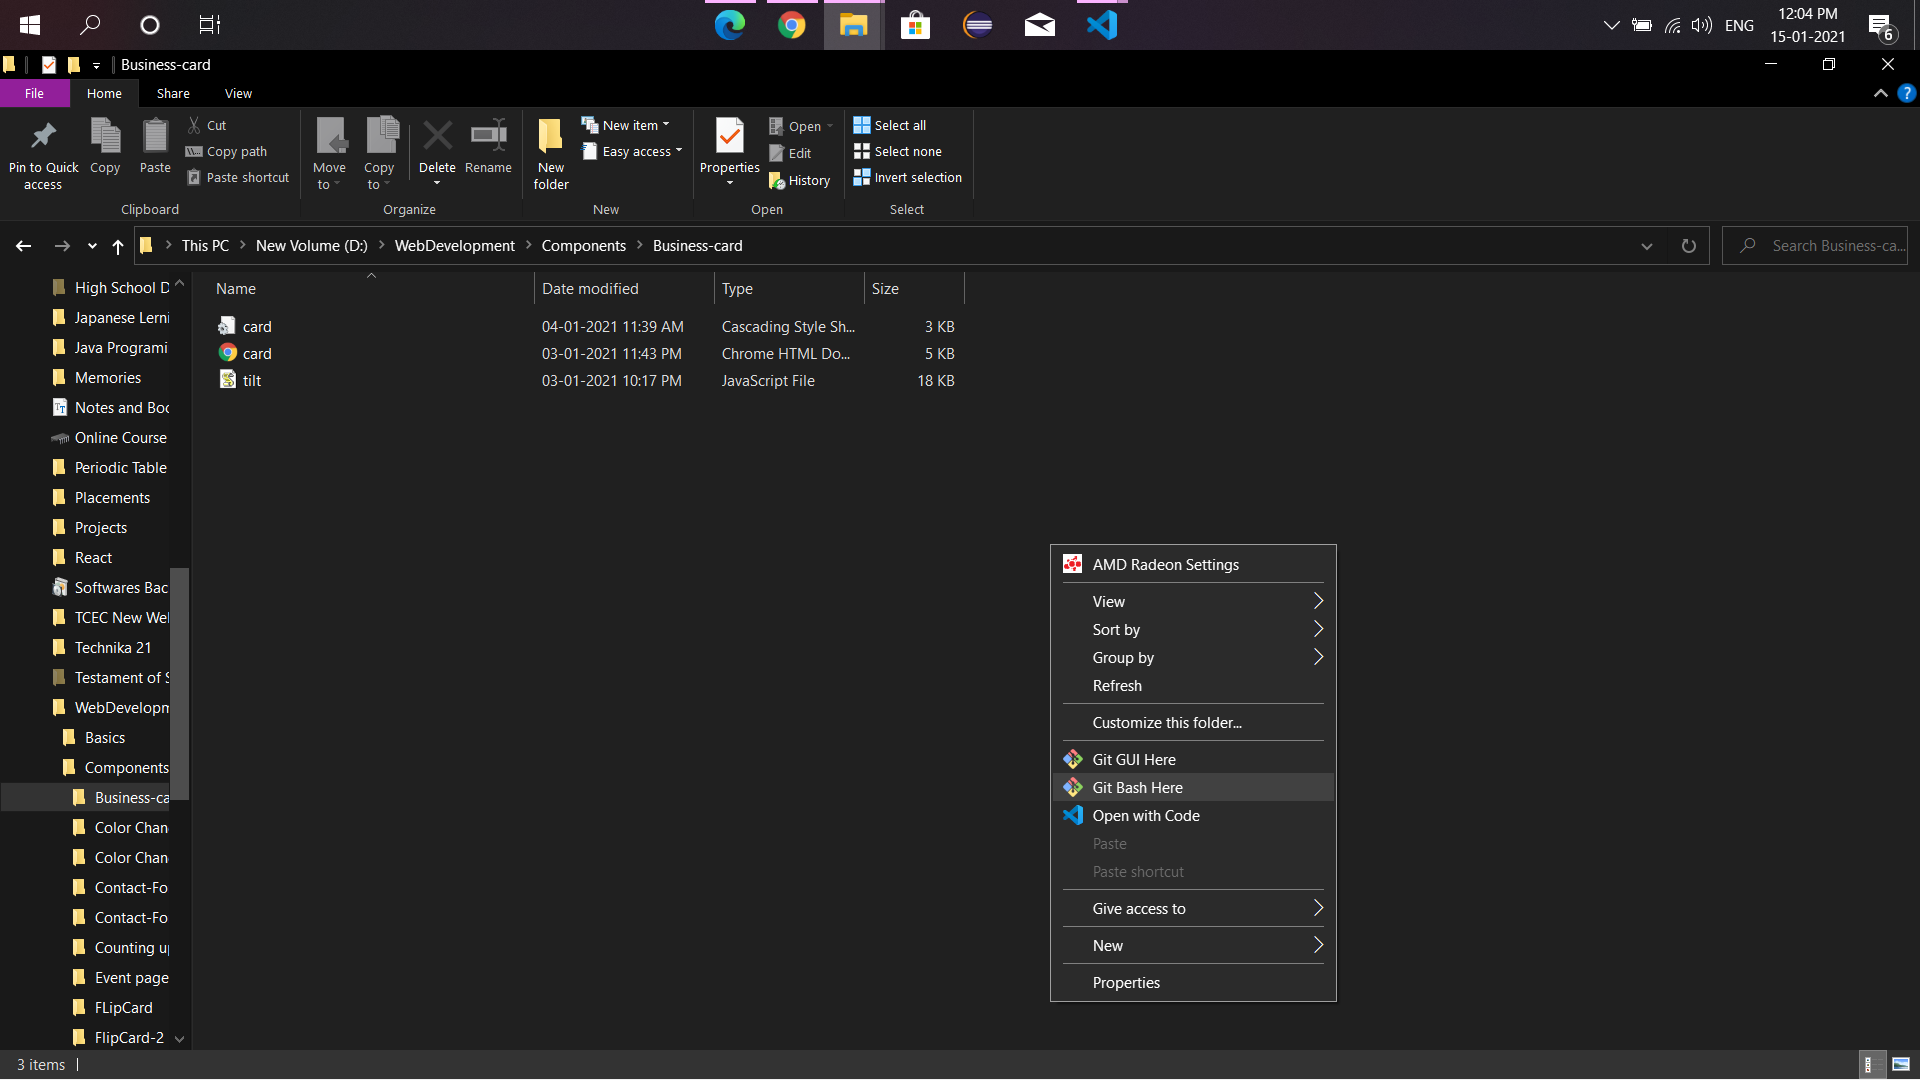 ENG
12:04 PM
15-01-2021
6
Business-card
File
Home
Share
View
?
Pin to Quick access
Copy
Paste
Cut
Copy path
Paste shortcut
Clipboard
Move to
Copy to
Delete
Rename
Organize
New folder
New item
Easy access
New
Properties
Open
Edit
History
Open
Select all
Select none
Invert selection
Select
This PC
New Volume (D:)
WebDevelopment
Components
Business-card
Search Business-ca...
High School D
Japanese Lerni
Java Programi
Memories
Notes and Boo
Online Course
Periodic Table
Placements
Projects
React
Softwares Bac
TCEC New Wel
Technika 21
Testament of S
WebDevelopm
Basics
Components
Business-ca
Color Chan
Color Chan
Contact-Fo
Contact-Fo
Counting up
Event page
FLipCard
FlipCard-2
Name
Date modified
Type
Size
card 04-01-2021 11:39 AM Cascading Style Sh... 3 KB
card 03-01-2021 11:43 PM Chrome HTML Do... 5 KB
tilt 03-01-2021 10:17 PM JavaScript File 18 KB
AMD Radeon Settings
View
Sort by
Group by
Refresh
Customize this folder...
Git GUI Here
Git Bash Here
Open with Code
Paste
Paste shortcut
Give access to
New
Properties
3 items